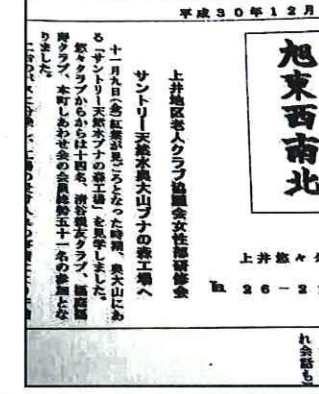 平成30年12月
旭東西南北
上井悠々
℡ 26-2
上井地区老人クラブ協議会女性部研修会
サントリー天然水奥大山ブナの森工場へ
十一月九日(金)紅葉が見ごろとなった時期、奥大山にあ
る「サントリー天然水ブナの森工場」を見学しました。
悠々クラブからは十四名、清谷親友クラブ、福庭
寿クラブ、本町しあわせ会の会員総勢五十一名の参加とな
りました。
れ会話も